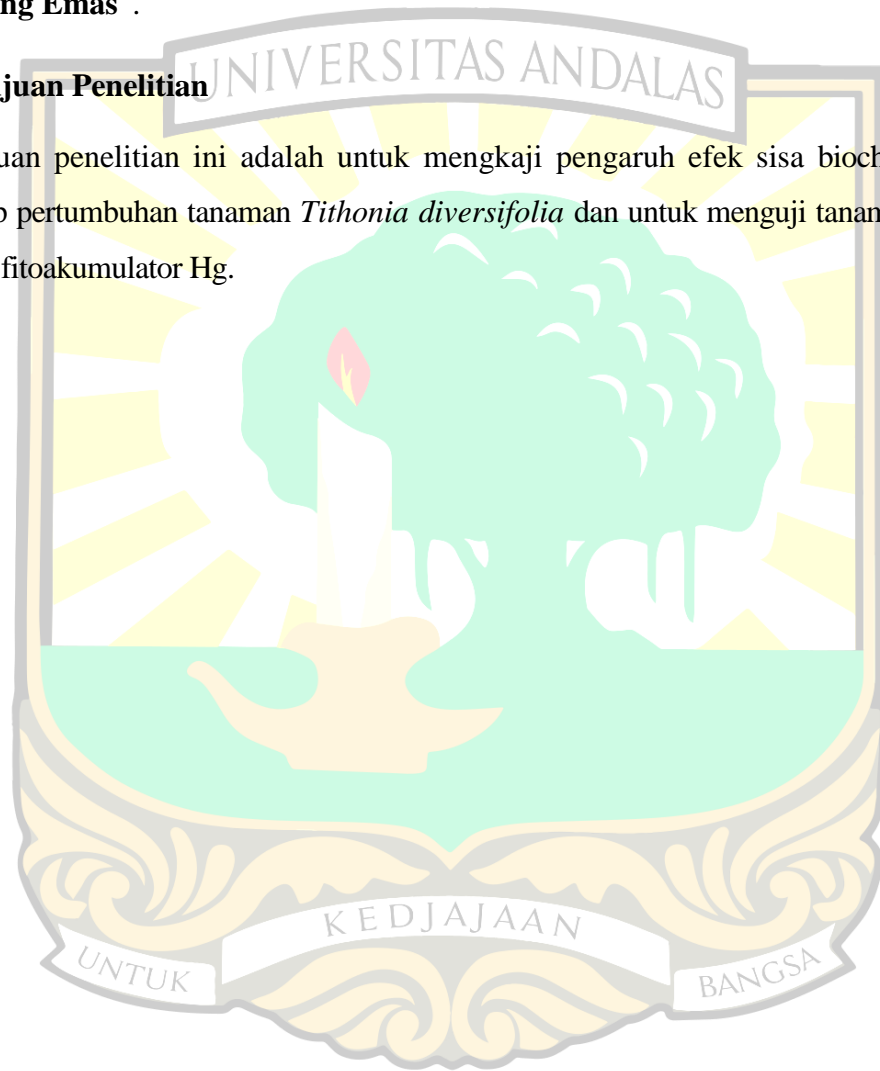 ng Emas".
UNIVERSITAS ANDALAS
juan Penelitian
uan penelitian ini adalah untuk mengkaji pengaruh efek sisa bioch
p pertumbuhan tanaman Tithonia diversifolia dan untuk menguji tanam
fitoakumulator Hg.
KEDJAJAAN
UNTUK
BANGSA